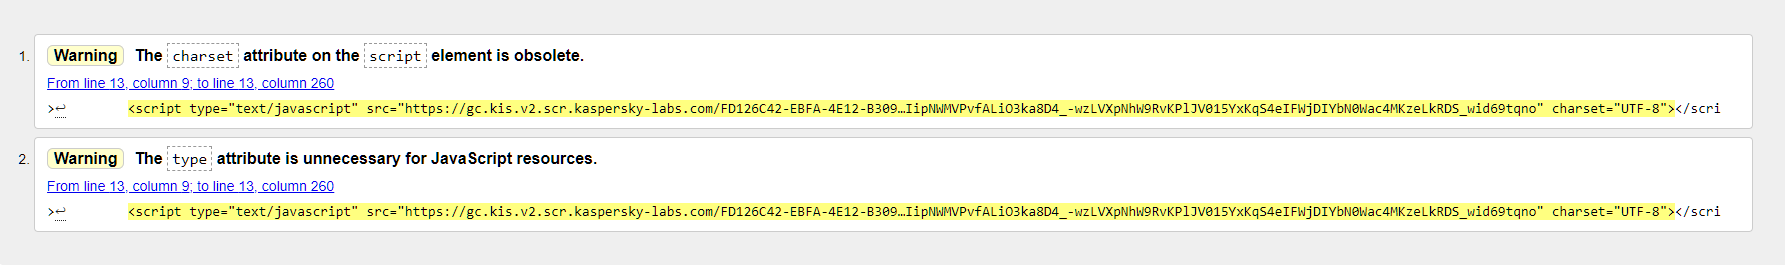 1. Warning The charset attribute on the script element is obsolete.
From line 13, column 9; to line 13, column 260
>↩ <script type="text/javascript" src="https://gc.kis.v2.scr.kaspersky-labs.com/FD126C42-EBFA-4E12-B309…IipNWMVPvfALiO3ka8D4_-wzLVXpNhW9RvKPlJV015YxKqS4eIFWjDIYbN0Wac4MKzeLkRDS_wid69tqno" charset="UTF-8"></scri
2. Warning The type attribute is unnecessary for JavaScript resources.
From line 13, column 9; to line 13, column 260
>↩ <script type="text/javascript" src="https://gc.kis.v2.scr.kaspersky-labs.com/FD126C42-EBFA-4E12-B309…IipNWMVPvfALiO3ka8D4_-wzLVXpNhW9RvKPlJV015YxKqS4eIFWjDIYbN0Wac4MKzeLkRDS_wid69tqno" charset="UTF-8"></scri